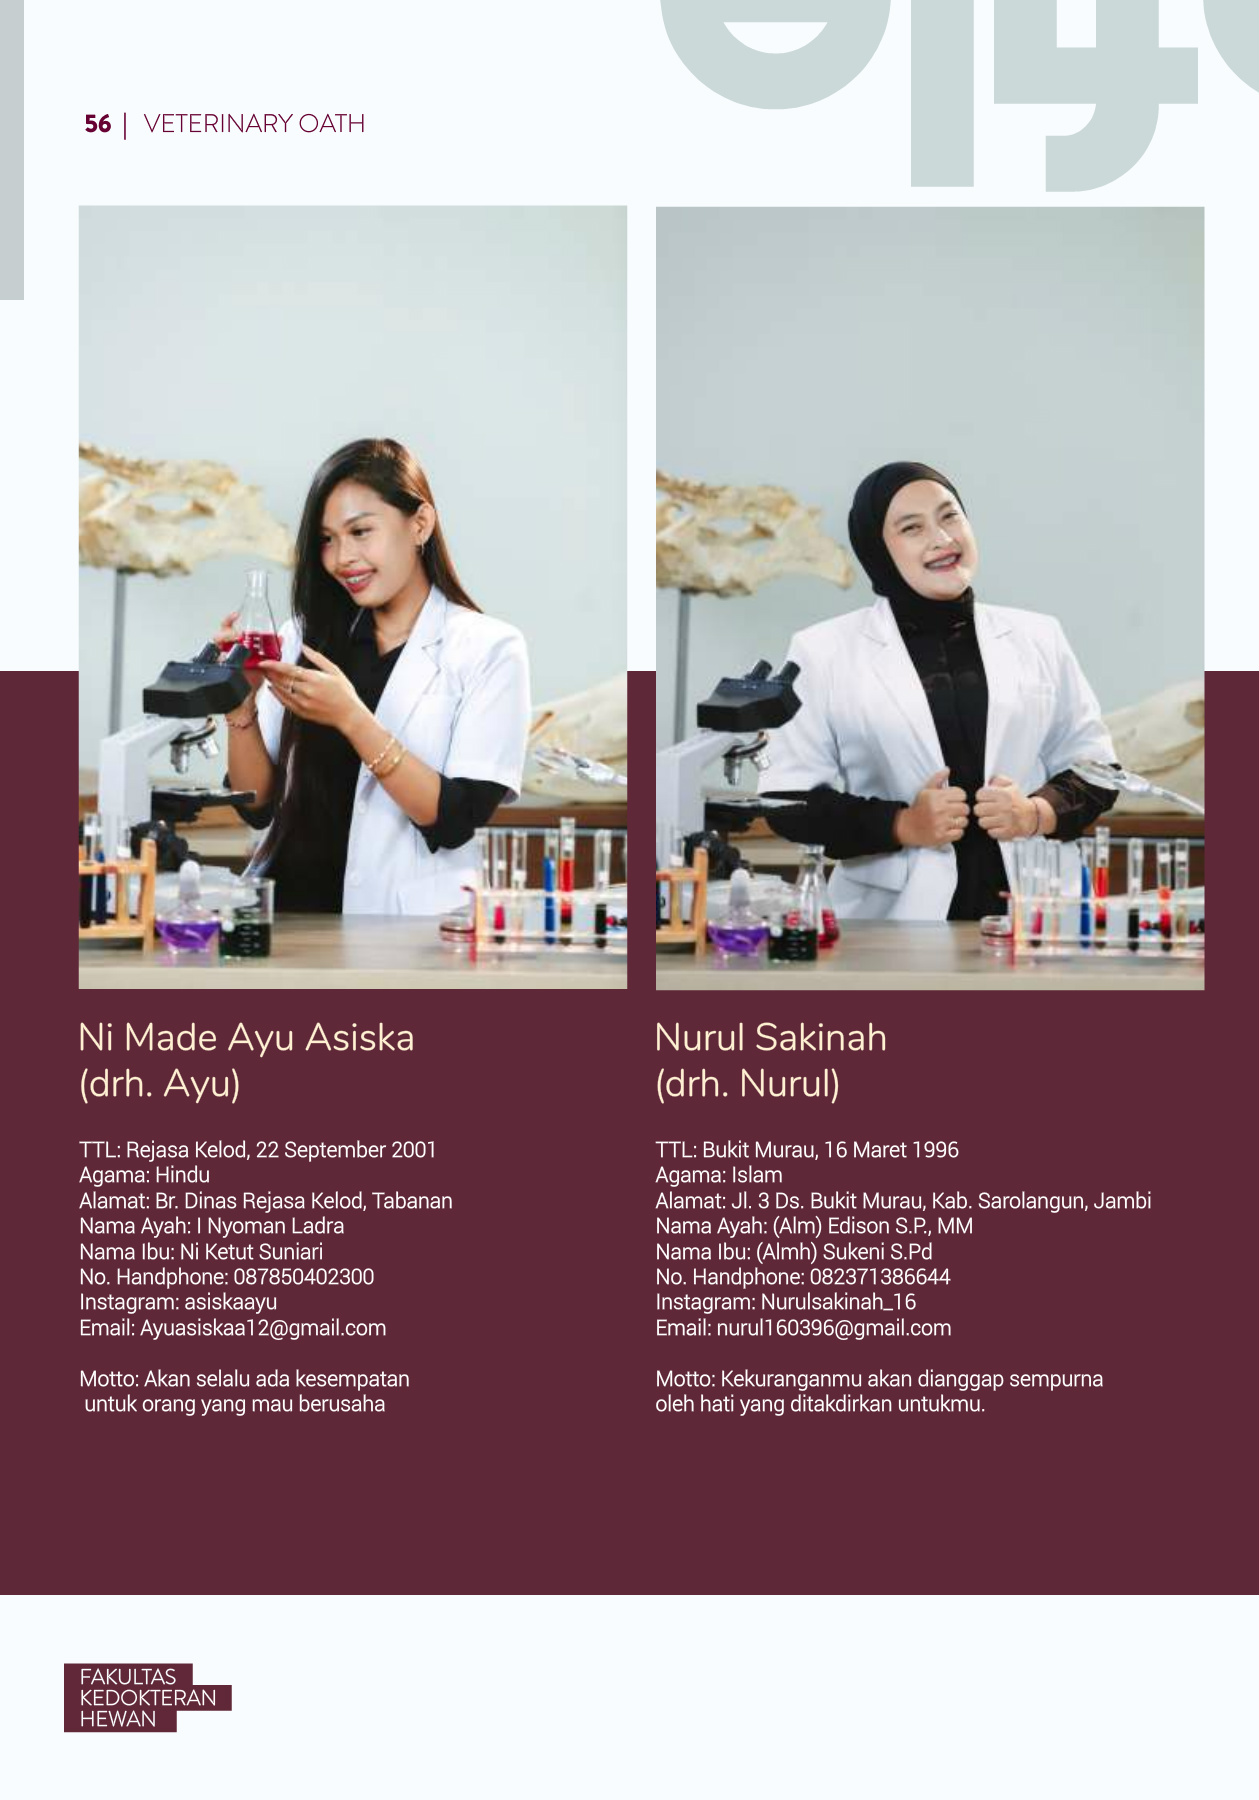 56 | VETERINARY OATH
Ni Made Ayu Asiska
(drh. Ayu)
TTL: Rejasa Kelod, 22 September 2001
Agama: Hindu
Alamat: Br. Dinas Rejasa Kelod, Tabanan
Nama Ayah: I Nyoman Ladra
Nama Ibu: Ni Ketut Suniari
No. Handphone: 087850402300
Instagram: asiskaayu
Email: Ayuasiskaa12@gmail.com
Motto: Akan selalu ada kesempatan
untuk orang yang mau berusaha
Nurul Sakinah
(drh. Nurul)
TTL: Bukit Murau, 16 Maret 1996
Agama: Islam
Alamat: Jl. 3 Ds. Bukit Murau, Kab. Sarolangun, Jambi
Nama Ayah: (Alm) Edison S.P., MM
Nama Ibu: (Almh) Sukeni S.Pd
No. Handphone: 082371386644
Instagram: Nurulsakinah_16
Email: nurul160396@gmail.com
Motto: Kekuranganmu akan dianggap sempurna
oleh hati yang ditakdirkan untukmu.
FAKULTAS
KEDOKTERAN
HEWAN